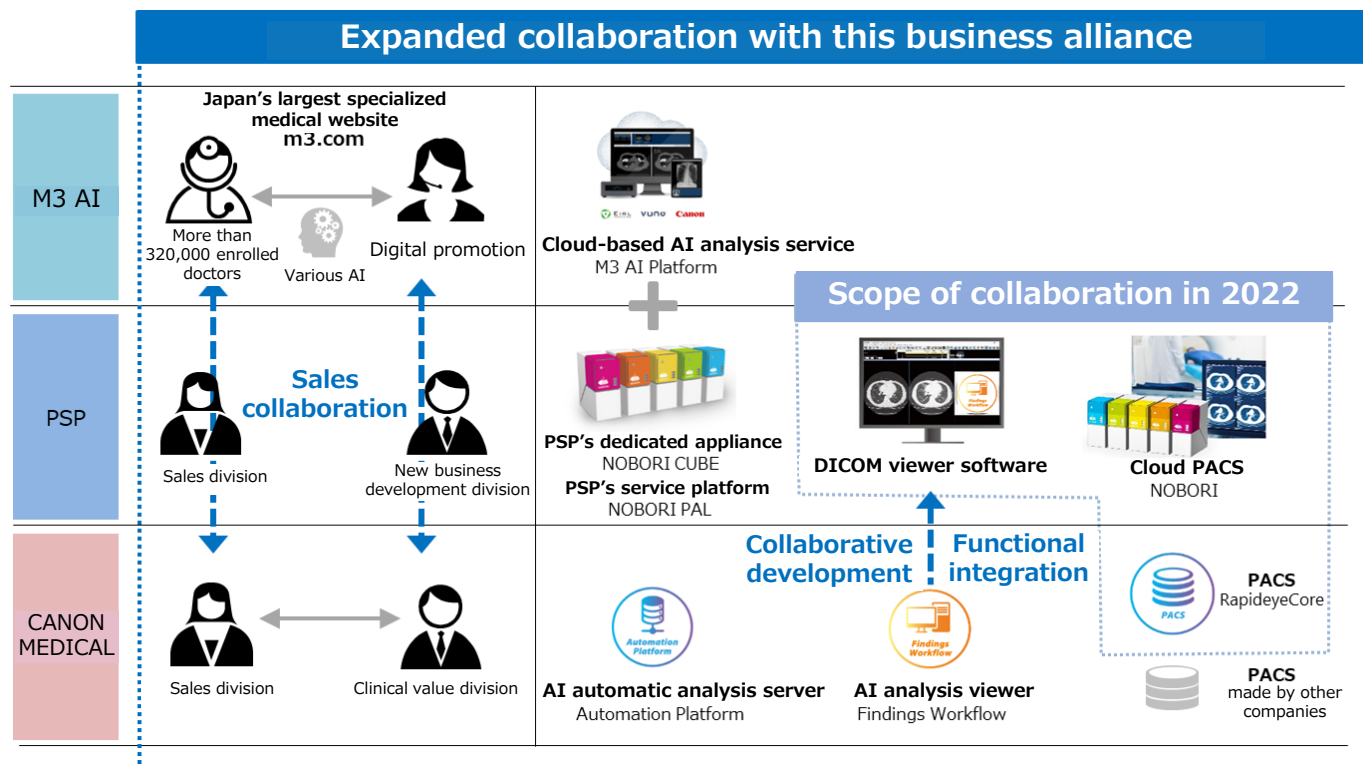 Expanded collaboration with this business alliance
M3 AI
Japan's largest specialized
medical website
m3.com
More than
320,000 enrolled
doctors
Various AI
Digital promotion
EIRL VUNO Canon
Cloud-based AI analysis service
M3 AI Platform
Scope of collaboration in 2022
PSP
Sales
collaboration
Sales division
New business
development division
PSP's dedicated appliance
NOBORI CUBE
PSP's service platform
NOBORI PAL
Findings
Workflow
DICOM viewer software
Cloud PACS
NOBORI
Collaborative
development
Functional
integration
CANON
MEDICAL
Sales division
Clinical value division
Automation
Platform
AI automatic analysis server
Automation Platform
Findings
Workflow
AI analysis viewer
Findings Workflow
PACS
PACS
RapideyeCore
PACS
made by other
companies